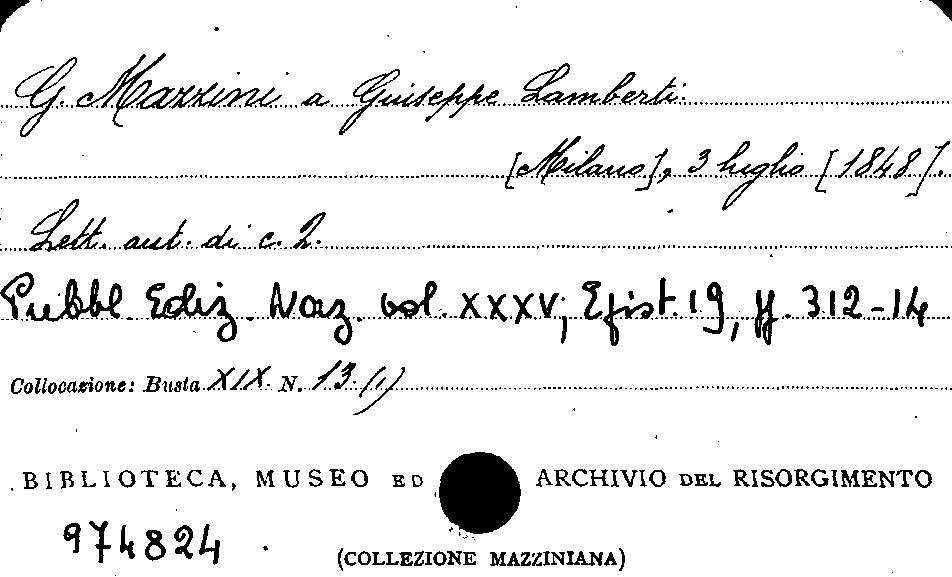 G. Mazzini a Giuseppe Lamberti.
[Milano], 3 luglio [1848].
Lett. aut. di c. 2.
Pubbl. Ediz. Naz. vol. XXXV; Epist. 19, pp. 312-14
Collocazione: Busta XIX. N. 13. (1)
BIBLIOTECA, MUSEO ED ARCHIVIO DEL RISORGIMENTO
974824
(COLLEZIONE MAZZINIANA)